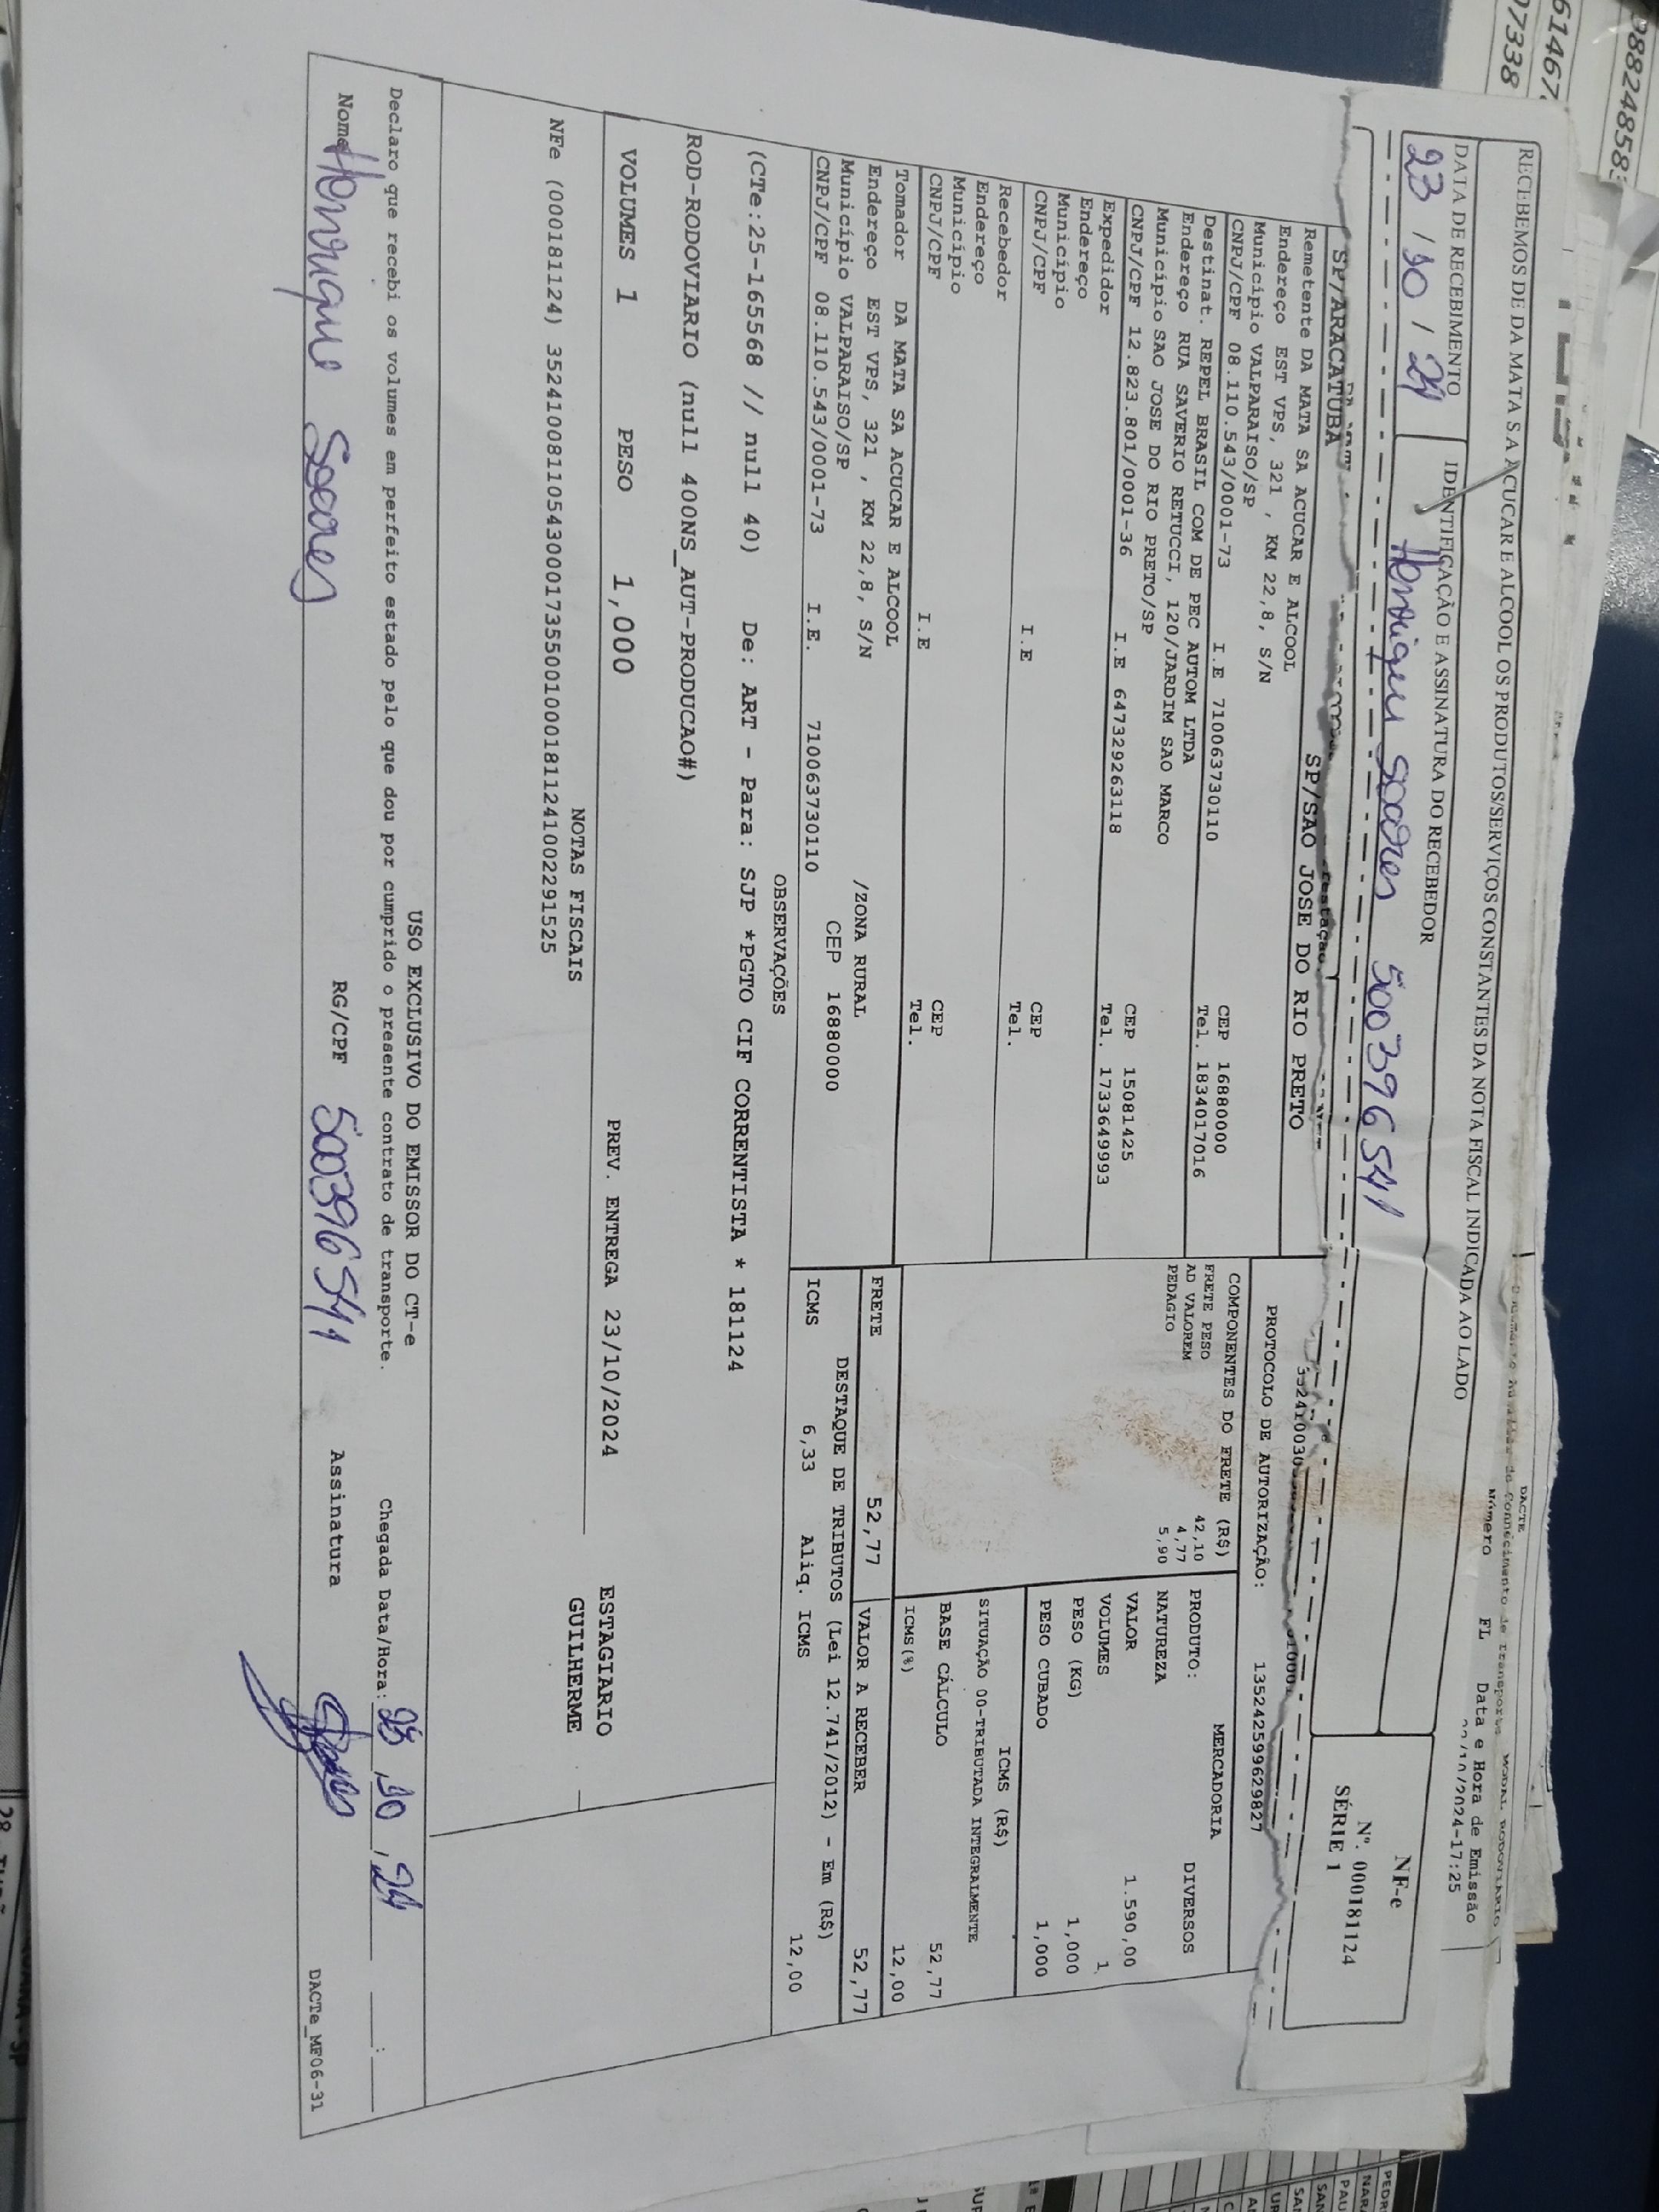 RECEBEMOS DE DA MATA S A AÇUCAR E ALCOOL OS PRODUTOS/SERVIÇOS CONSTANTES DA NOTA FISCAL INDICADA AO LADO
DATA DE RECEBIMENTO
IDENTIFICAÇÃO E ASSINATURA DO RECEBEDOR
23 / 10 / 24
Henrique Soares 500396541
NF-e
Nº. 000181124
SÉRIE 1
DACTE
Número FL Data e Hora de Emissão
/10/2024-17:25
SP/ARACATUBA
SP/SAO JOSE DO RIO PRETO
PROTOCOLO DE AUTORIZAÇÃO: 135242599629827
Remetente DA MATA SA ACUCAR E ALCOOL
Endereço EST VPS, 321 , KM 22,8, S/N
Município VALPARAISO/SP CEP 16880000
CNPJ/CPF 08.110.543/0001-73 I.E 710063730110 Tel. 1834017016
Destinat. REPEL BRASIL COM DE PEC AUTOM LTDA
Endereço RUA SAVERIO RETUCCI, 120/JARDIM SAO MARCO
Município SAO JOSE DO RIO PRETO/SP CEP 15081425
CNPJ/CPF 12.823.801/0001-36 I.E 647329263118 Tel. 1733649993
Expedidor
Endereço
Município CEP
CNPJ/CPF I.E Tel.
Recebedor
Endereço
Município CEP
CNPJ/CPF I.E Tel.
Tomador DA MATA SA ACUCAR E ALCOOL
Endereço EST VPS, 321 , KM 22,8, S/N /ZONA RURAL
Município VALPARAISO/SP CEP 16880000
CNPJ/CPF 08.110.543/0001-73 I.E. 710063730110
COMPONENTES DO FRETE (R$)
FRETE PESO 42,10
AD VALOREM 4,77
PEDAGIO 5,90
MERCADORIA
PRODUTO: DIVERSOS
NATUREZA
VALOR 1.590,00
VOLUMES 1
PESO (KG) 1,000
PESO CUBADO 1,000
ICMS (R$)
SITUAÇÃO 00-TRIBUTADA INTEGRALMENTE
BASE CÁLCULO 52,77
ICMS(%) 12,00
FRETE 52,77 VALOR A RECEBER 52,77
DESTAQUE DE TRIBUTOS (Lei 12.741/2012) - Em (R$)
ICMS 6,33 Aliq. ICMS 12,00
OBSERVAÇÕES
(CTe:25-165568 // null 40) De: ART - Para: SJP *PGTO CIF CORRENTISTA * 181124
ROD-RODOVIARIO (null 400NS_AUT-PRODUCAO#)
VOLUMES 1 PESO 1,000 PREV. ENTREGA 23/10/2024
ESTAGIARIO
GUILHERME
NOTAS FISCAIS
NFe (000181124) 35241008110543000173550010001811241002291525
USO EXCLUSIVO DO EMISSOR DO CT-e
Declaro que recebi os volumes em perfeito estado pelo que dou por cumprido o presente contrato de transporte.
Chegada Data/Hora: 23 , 10 , 24 :
Nome Henrique Soares RG/CPF 500396541 Assinatura
DACTe_MF06-31